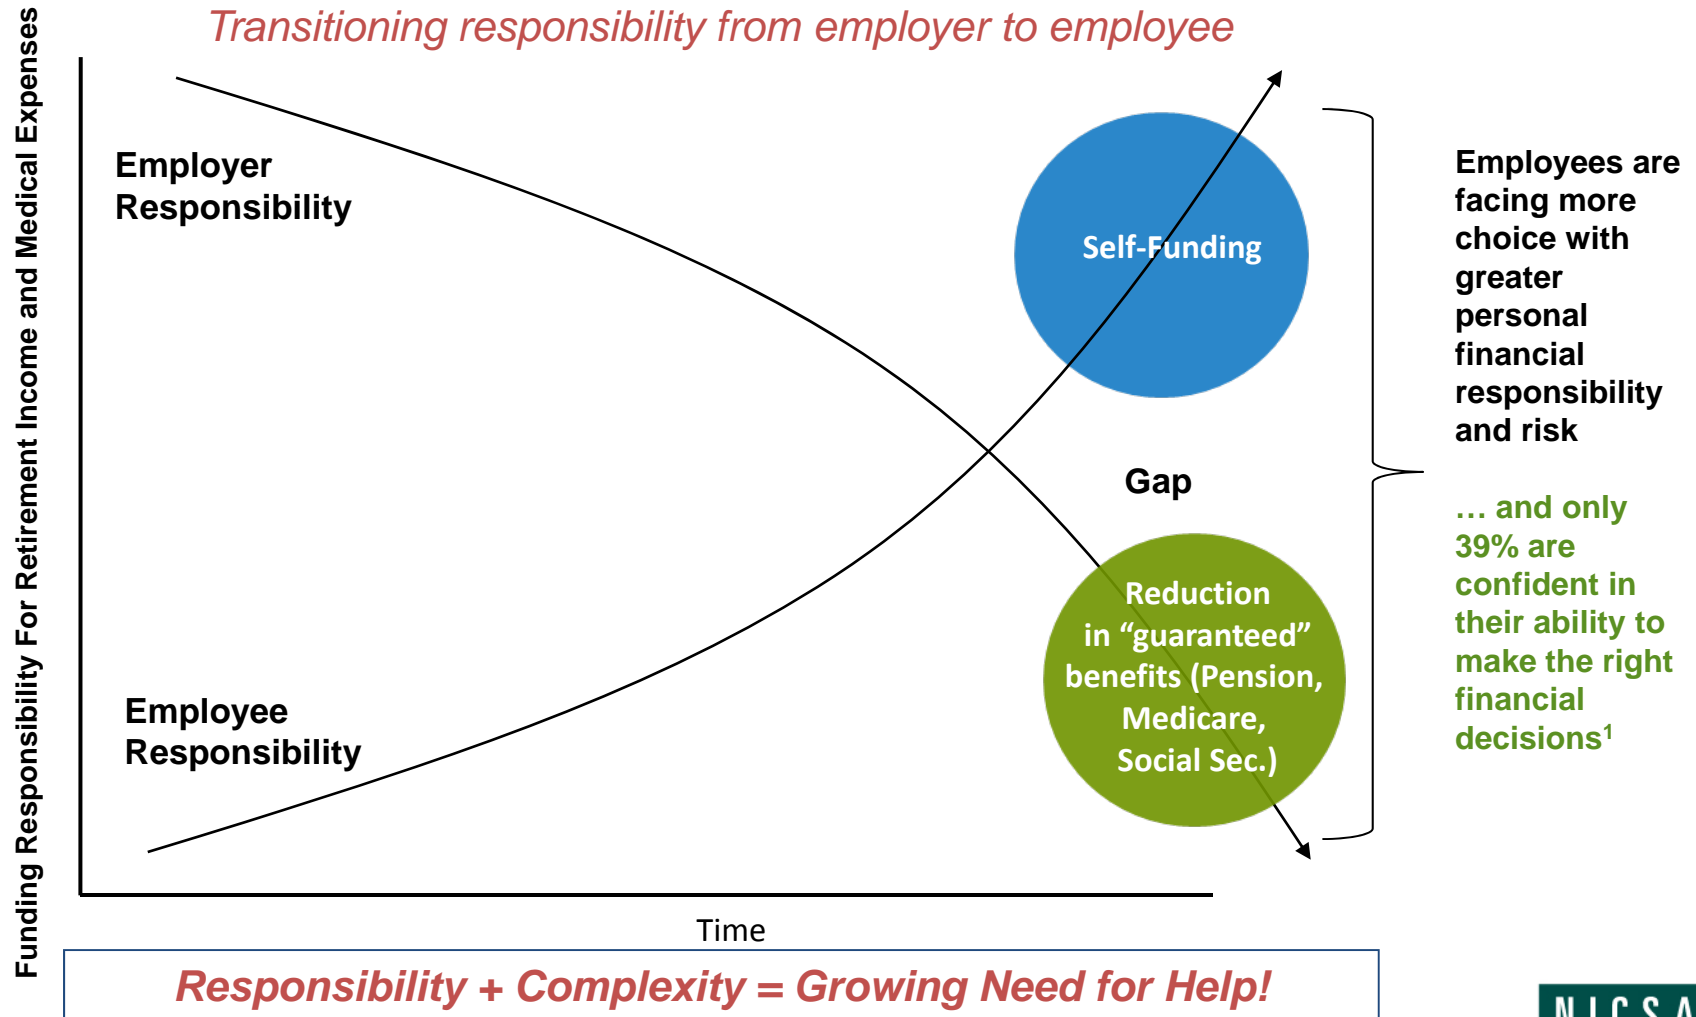 Transitioning responsibility from employer to employee
Funding Responsibility For Retirement Income and Medical Expenses
Employer
Responsibility
Self-Funding
Gap
Reduction
in “guaranteed”
benefits (Pension,
Medicare,
Social Sec.)
Employee
Responsibility
Employees are
facing more
choice with
greater
personal
financial
responsibility
and risk
... and only
39% are
confident in
their ability to
make the right
financial
decisions¹
Time
Responsibility + Complexity = Growing Need for Help!
NICSA